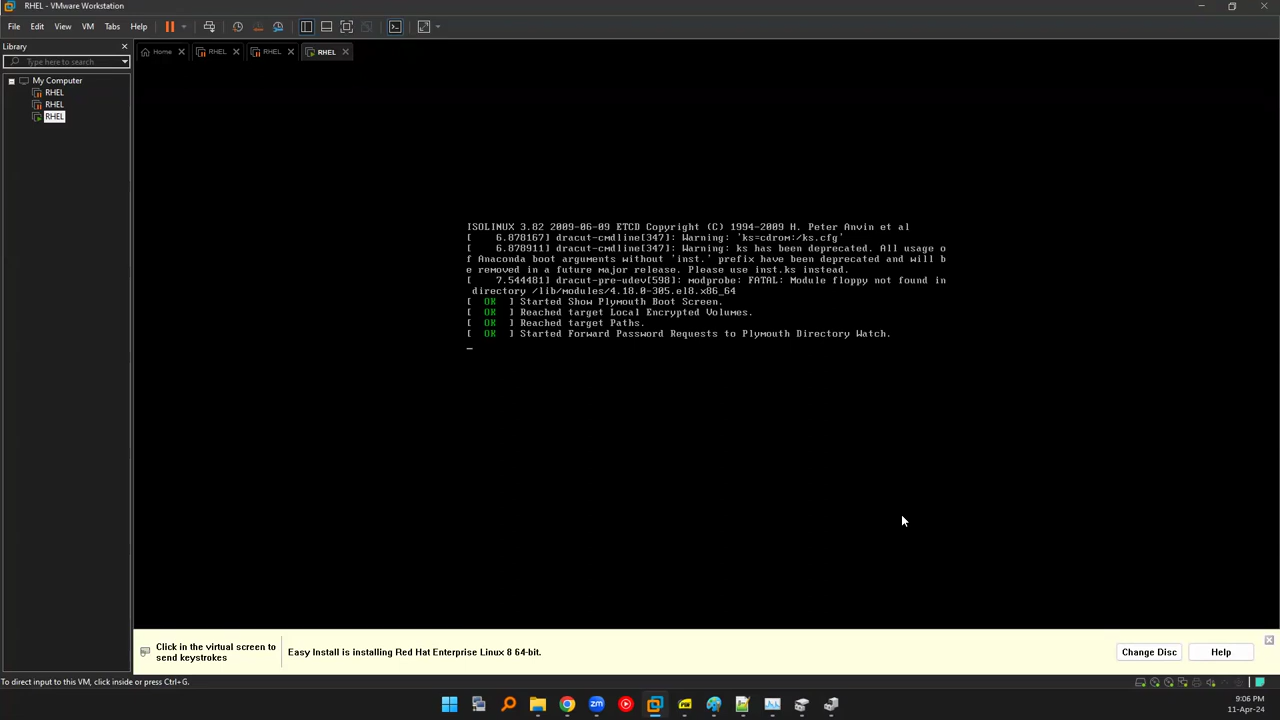 RHEL - VMware Workstation
File Edit View VM Tabs Help
Library
Type here to search
My Computer
RHEL
RHEL
RHEL
Home RHEL RHEL RHEL
ISOLINUX 3.82 2009-06-09 ETCD Copyright (C) 1994-2009 H. Peter Anvin et al
[ 6.878167] dracut-cmdline[347]: Warning: 'ks=cdrom:/ks.cfg'
[ 6.878911] dracut-cmdline[347]: Warning: ks has been deprecated. All usage o
f Anaconda boot arguments without 'inst.' prefix have been deprecated and will b
e removed in a future major release. Please use inst.ks instead.
[ 7.544481] dracut-pre-udev[598]: modprobe: FATAL: Module floppy not found in
directory /lib/modules/4.18.0-305.el8.x86_64
[ OK ] Started Show Plymouth Boot Screen.
[ OK ] Reached target Local Encrypted Volumes.
[ OK ] Reached target Paths.
[ OK ] Started Forward Password Requests to Plymouth Directory Watch.
Click in the virtual screen to
send keystrokes
Easy Install is installing Red Hat Enterprise Linux 8 64-bit.
Change Disc
Help
To direct input to this VM, click inside or press Ctrl+G.
zm
9:06 PM
11-Apr-24